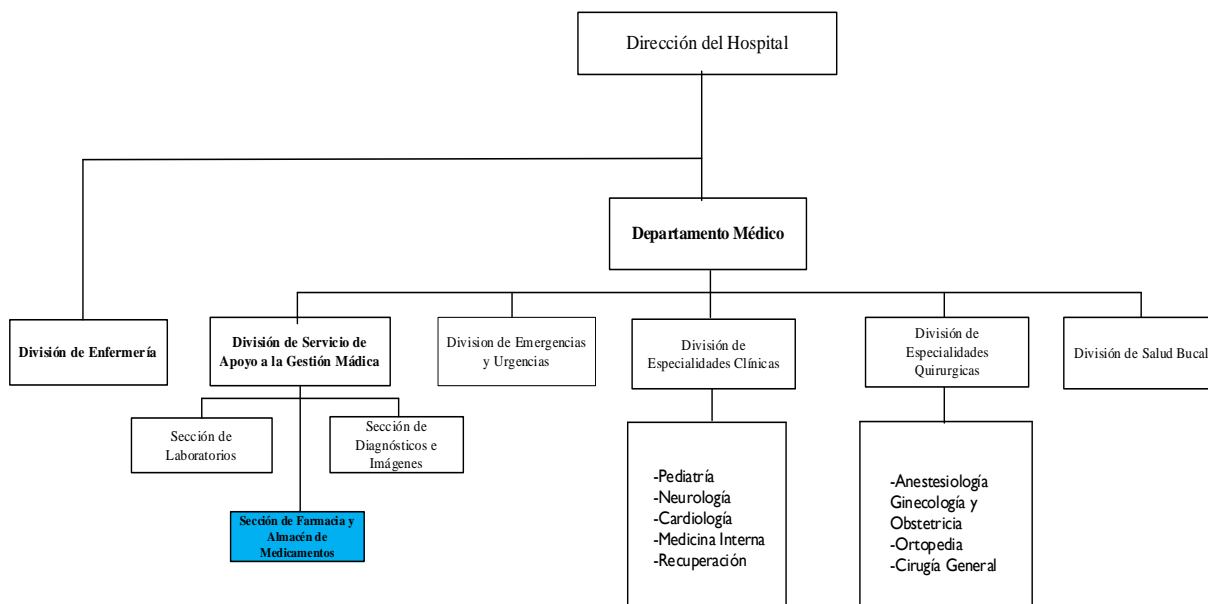 Dirección del Hospital
Departamento Médico
División de Enfermería
División de Servicio de
Apoyo a la Gestión Mádica
Division de Emergencias
y Urgencias
División de
Especialidades Clínicas
División de
Especialidades
Quirurgicas
División de Salud Bucal
Sección de
Laboratorios
Sección de
Diagnósticos e
Imágenes
Sección de Farmacia y
Almacén de
Medicamentos
-Pediatría
-Neurología
-Cardiología
-Medicina Interna
-Recuperación
-Anestesiología
Ginecología y
Obstetricia
-Ortopedia
-Cirugía General